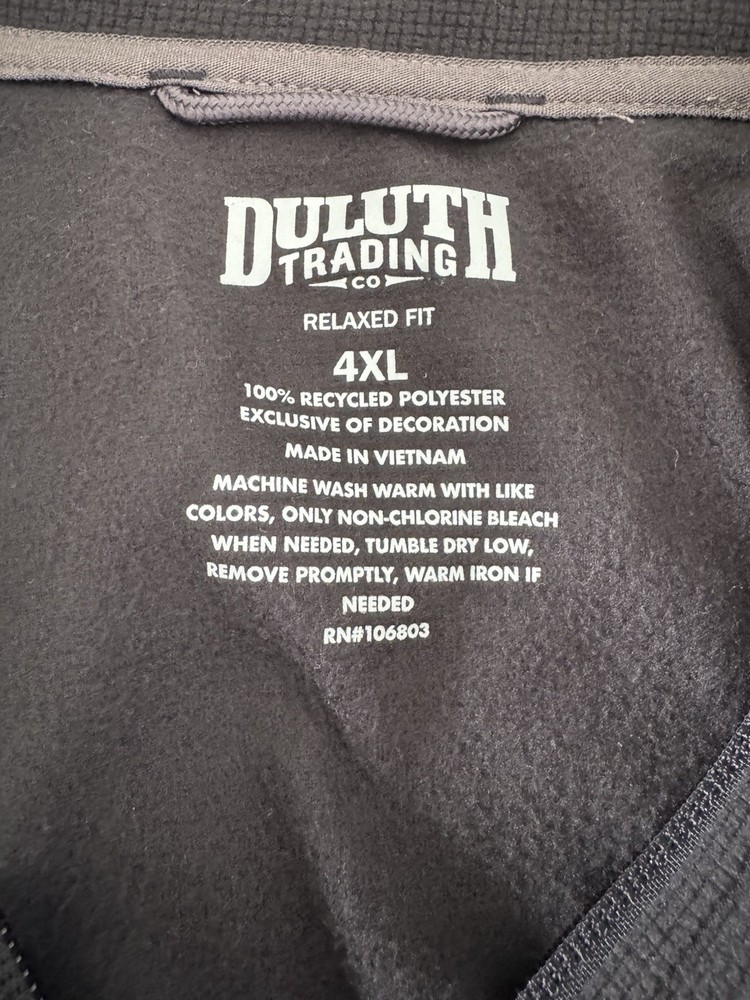 DULUTH
TRADING
CO
RELAXED FIT
4XL
100% RECYCLED POLYESTER
EXCLUSIVE OF DECORATION
MADE IN VIETNAM
MACHINE WASH WARM WITH LIKE
COLORS, ONLY NON-CHLORINE BLEACH
WHEN NEEDED, TUMBLE DRY LOW,
REMOVE PROMPTLY, WARM IRON IF
NEEDED
RN#106803